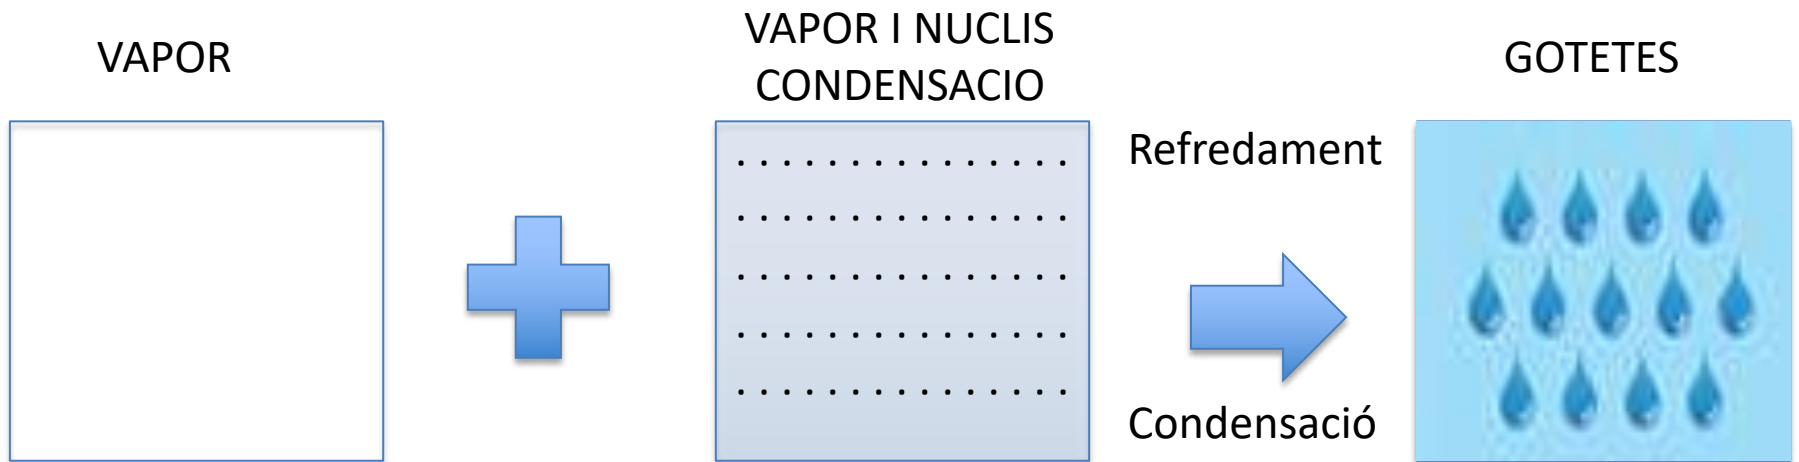 VAPOR
VAPOR I NUCLIS
CONDENSACIO
GOTETES
Refredament
Condensació